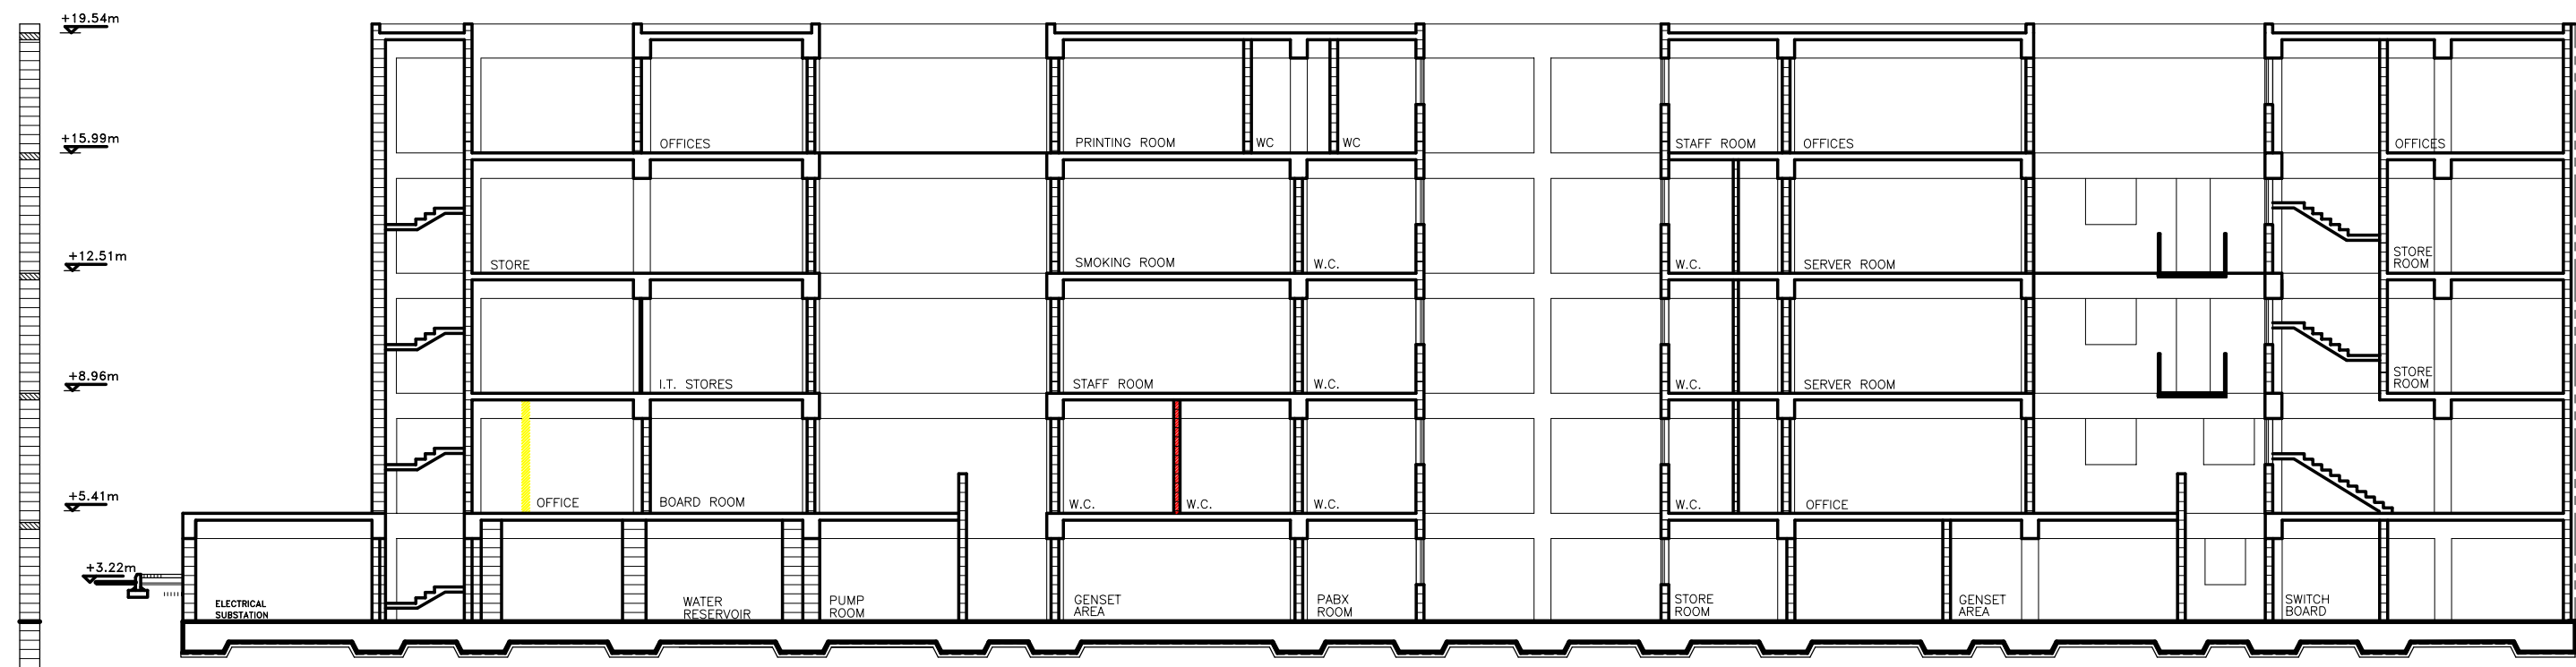 +19.54m
+15.99m
OFFICES
PRINTING ROOM
WC
WC
STAFF ROOM
OFFICES
OFFICES
+12.51m
STORE
SMOKING ROOM
W.C.
W.C.
SERVER ROOM
STORE
ROOM
+8.96m
I.T. STORES
STAFF ROOM
W.C.
W.C.
SERVER ROOM
STORE
ROOM
+5.41m
OFFICE
BOARD ROOM
W.C.
W.C.
W.C.
W.C.
OFFICE
+3.22m
ELECTRICAL
SUBSTATION
WATER
RESERVOIR
PUMP
ROOM
GENSET
AREA
PABX
ROOM
STORE
ROOM
GENSET
AREA
SWITCH
BOARD